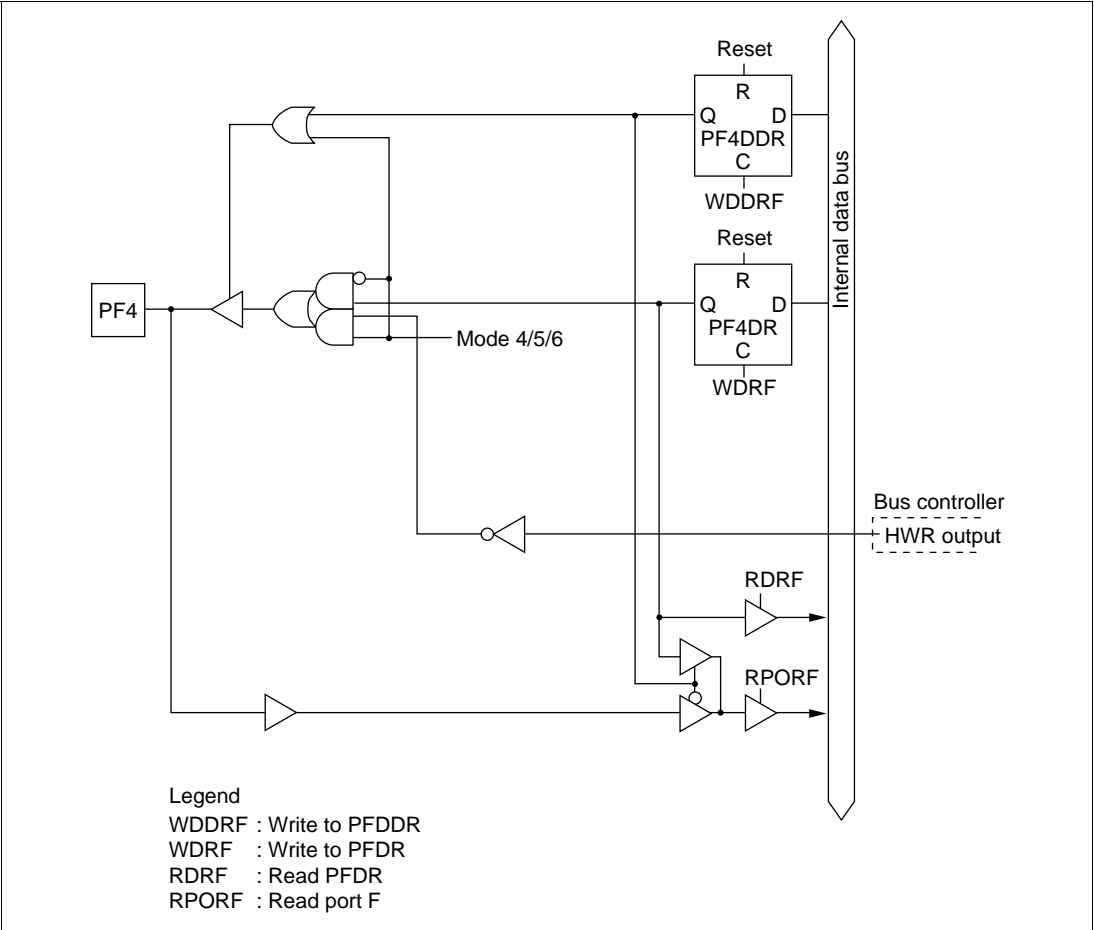 Reset
R
Q D
PF4DDR
C
WDDRF
Reset
R
Q D
PF4DR
C
WDRF
Internal data bus
PF4
Mode 4/5/6
Bus controller
HWR output
RDRF
RPORF
Legend
WDDRF : Write to PFDDR
WDRF : Write to PFDR
RDRF : Read PFDR
RPORF : Read port F